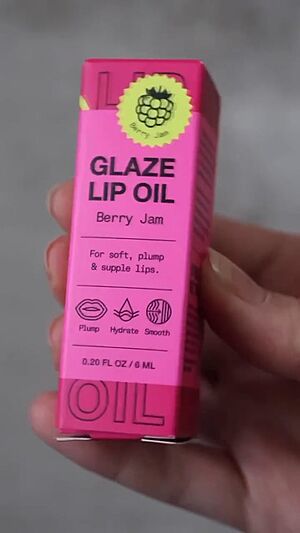 LIP
Berry Jam
GLAZE
LIP OIL
Berry Jam
For soft, plump
& supple lips.
Plump Hydrate Smooth
0.20 FL OZ / 6 ML
OIL